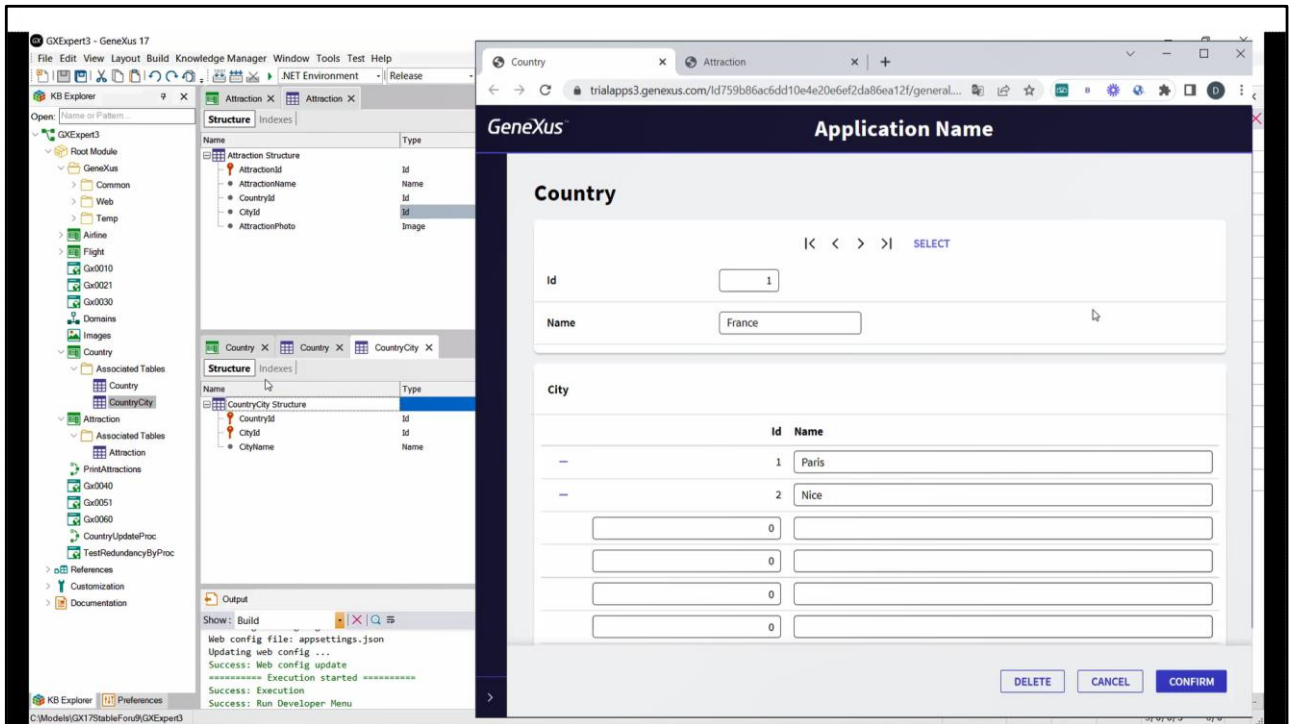 GXExpert3 - GeneXus 17
File Edit View Layout Build Knowledge Manager Window Tools Test Help
.NET Environment
Release
KB Explorer
Open: Name or Pattern...
GXExpert3
Root Module
GeneXus
Common
Web
Temp
Airline
Flight
Gx0010
Gx0021
Gx0030
Domains
Images
Country
Associated Tables
Country
CountryCity
Attraction
Associated Tables
Attraction
PrintAttractions
Gx0040
Gx0051
Gx0060
CountryUpdateProc
TestRedundancyByProc
References
Customization
Documentation
KB Explorer
Preferences
C:\Models\GX17StableForu9\GXExpert3
Attraction
Attraction
Structure Indexes
Name Type
Attraction Structure
AttractionId Id
AttractionName Name
CountryId Id
CityId Id
AttractionPhoto Image
Country
Country
CountryCity
Structure Indexes
Name Type
CountryCity Structure
CountryId Id
CityId Id
CityName Name
Output
Show: Build
Web config file: appsettings.json
Updating web config ...
Success: Web config update
========== Execution started ==========
Success: Execution
Success: Run Developer Menu
Country
Attraction
trialapps3.genexus.com/Id759b86ac6dd10e4e20e6ef2da86ea12f/general....
D
GeneXus
Application Name
Country
SELECT
Id 1
Name France
City
Id Name
1 Paris
2 Nice
0
0
0
0
DELETE CANCEL CONFIRM